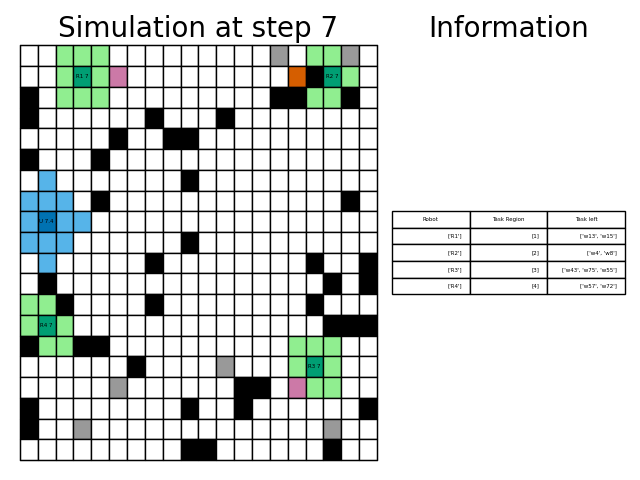 Simulation at step 7
Information
R1 7
R2 7
U 7.4
R4 7
R3 7
Robot Task Region Task left
['R1'] [1] ['w13', 'w15']
['R2'] [2] ['w4', 'w8']
['R3'] [3] ['w43', 'w75', 'w55']
['R4'] [4] ['w57', 'w72']